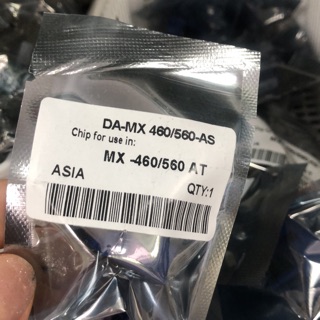 DA-MX 460/560-AS
Chip for use in:
MX -460/560 AT
ASIA
QTY:1